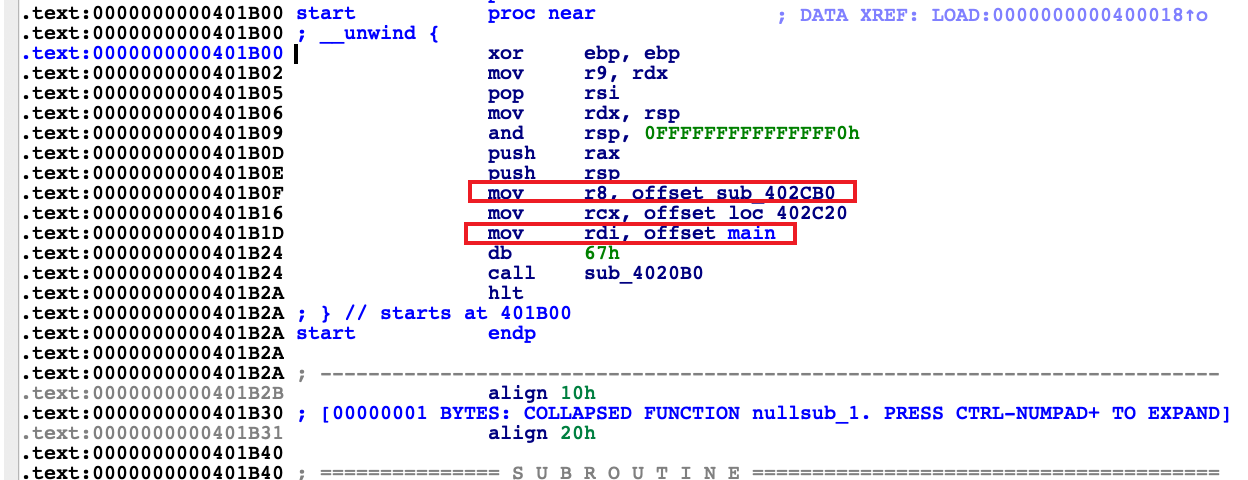 .text:0000000000401B00 start proc near ; DATA XREF: LOAD:0000000000400018↑o
.text:0000000000401B00 ; __unwind {
.text:0000000000401B00 xor ebp, ebp
.text:0000000000401B02 mov r9, rdx
.text:0000000000401B05 pop rsi
.text:0000000000401B06 mov rdx, rsp
.text:0000000000401B09 and rsp, 0FFFFFFFFFFFFFFF0h
.text:0000000000401B0D push rax
.text:0000000000401B0E push rsp
.text:0000000000401B0F mov r8, offset sub_402CB0
.text:0000000000401B16 mov rcx, offset loc_402C20
.text:0000000000401B1D mov rdi, offset main
.text:0000000000401B24 db 67h
.text:0000000000401B24 call sub_4020B0
.text:0000000000401B2A hlt
.text:0000000000401B2A ; } // starts at 401B00
.text:0000000000401B2A start endp
.text:0000000000401B2A
.text:0000000000401B2A ; ---------------------------------------------------------------------------
.text:0000000000401B2B align 10h
.text:0000000000401B30 ; [00000001 BYTES: COLLAPSED FUNCTION nullsub_1. PRESS CTRL-NUMPAD+ TO EXPAND]
.text:0000000000401B31 align 20h
.text:0000000000401B40
.text:0000000000401B40 ; =============== S U B R O U T I N E =======================================